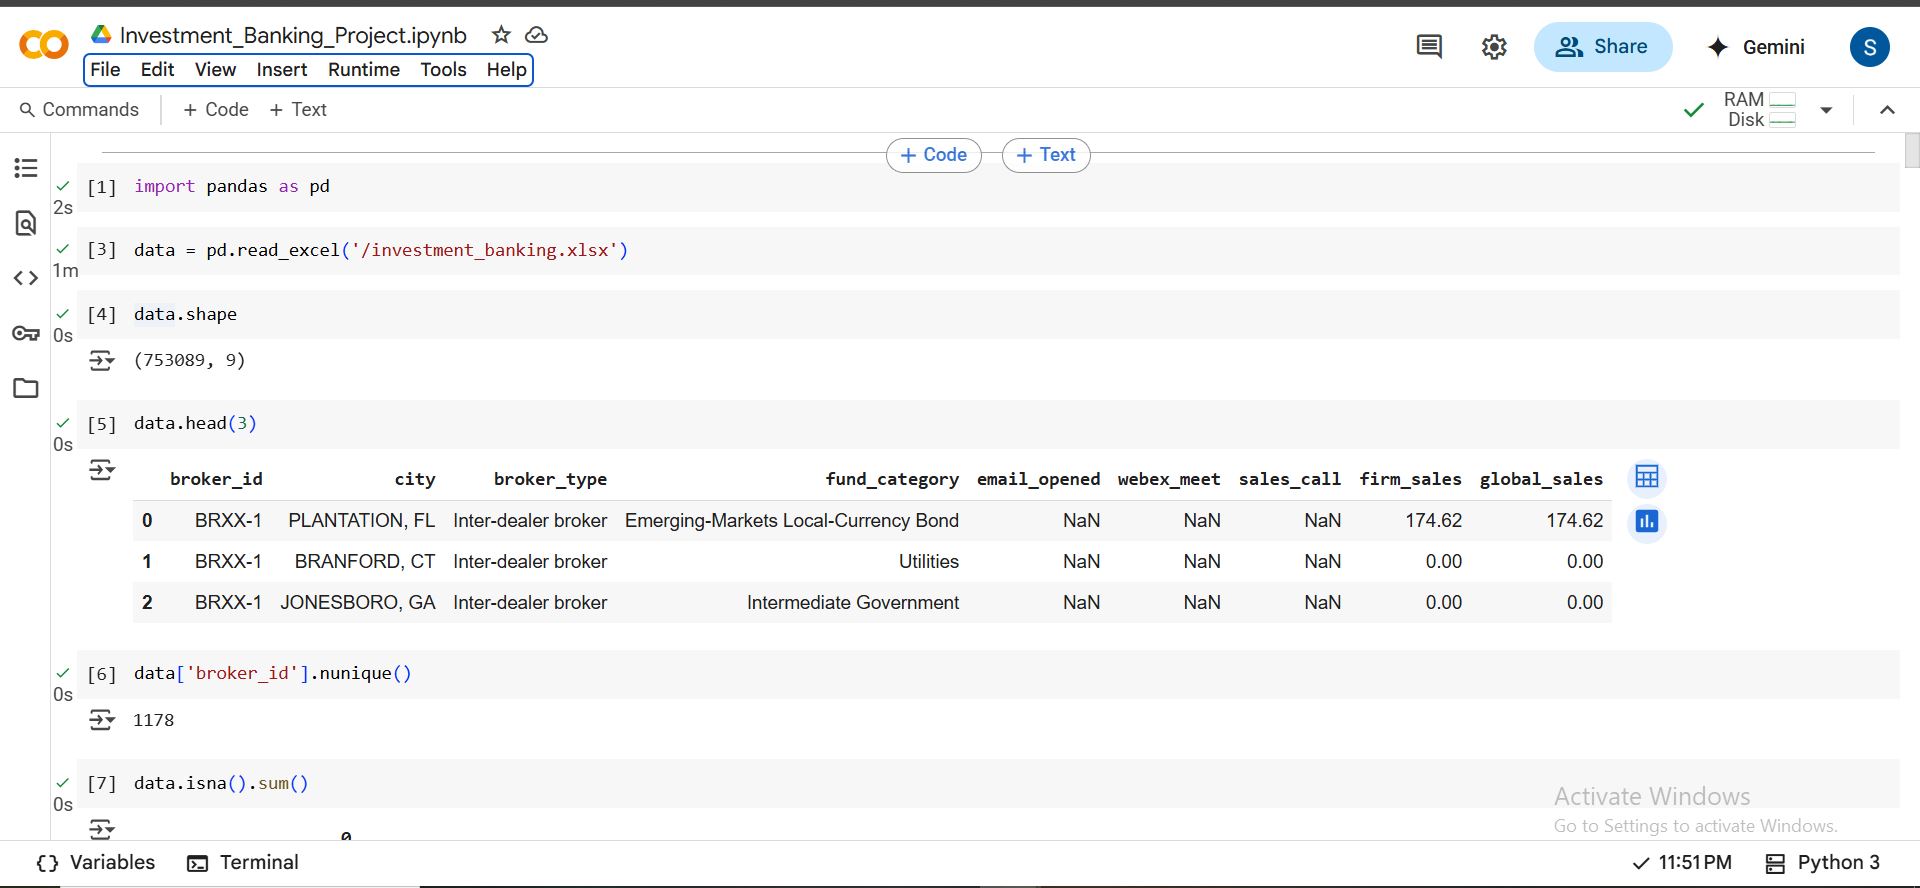 Investment_Banking_Project.ipynb
File Edit View Insert Runtime Tools Help
Share
Gemini
S
Commands + Code + Text
RAM
Disk
+ Code + Text
[1] import pandas as pd
2s
[3] data = pd.read_excel('/investment_banking.xlsx')
1m
[4] data.shape
0s
(753089, 9)
[5] data.head(3)
0s
broker_id city broker_type fund_category email_opened webex_meet sales_call firm_sales global_sales
0 BRXX-1 PLANTATION, FL Inter-dealer broker Emerging-Markets Local-Currency Bond NaN NaN NaN 174.62 174.62
1 BRXX-1 BRANFORD, CT Inter-dealer broker Utilities NaN NaN NaN 0.00 0.00
2 BRXX-1 JONESBORO, GA Inter-dealer broker Intermediate Government NaN NaN NaN 0.00 0.00
[6] data['broker_id'].nunique()
0s
1178
[7] data.isna().sum()
0s
0
Activate Windows
Go to Settings to activate Windows.
{} Variables Terminal
11:51 PM Python 3